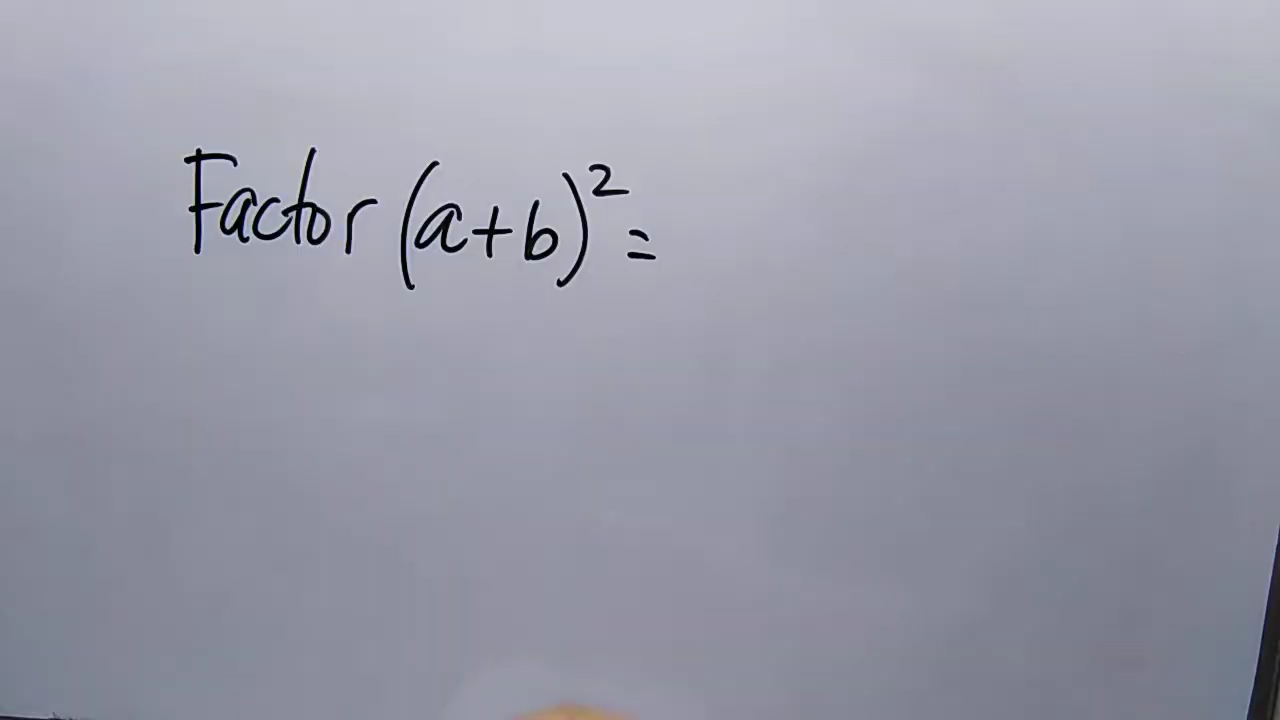 Factor (a+b)² =